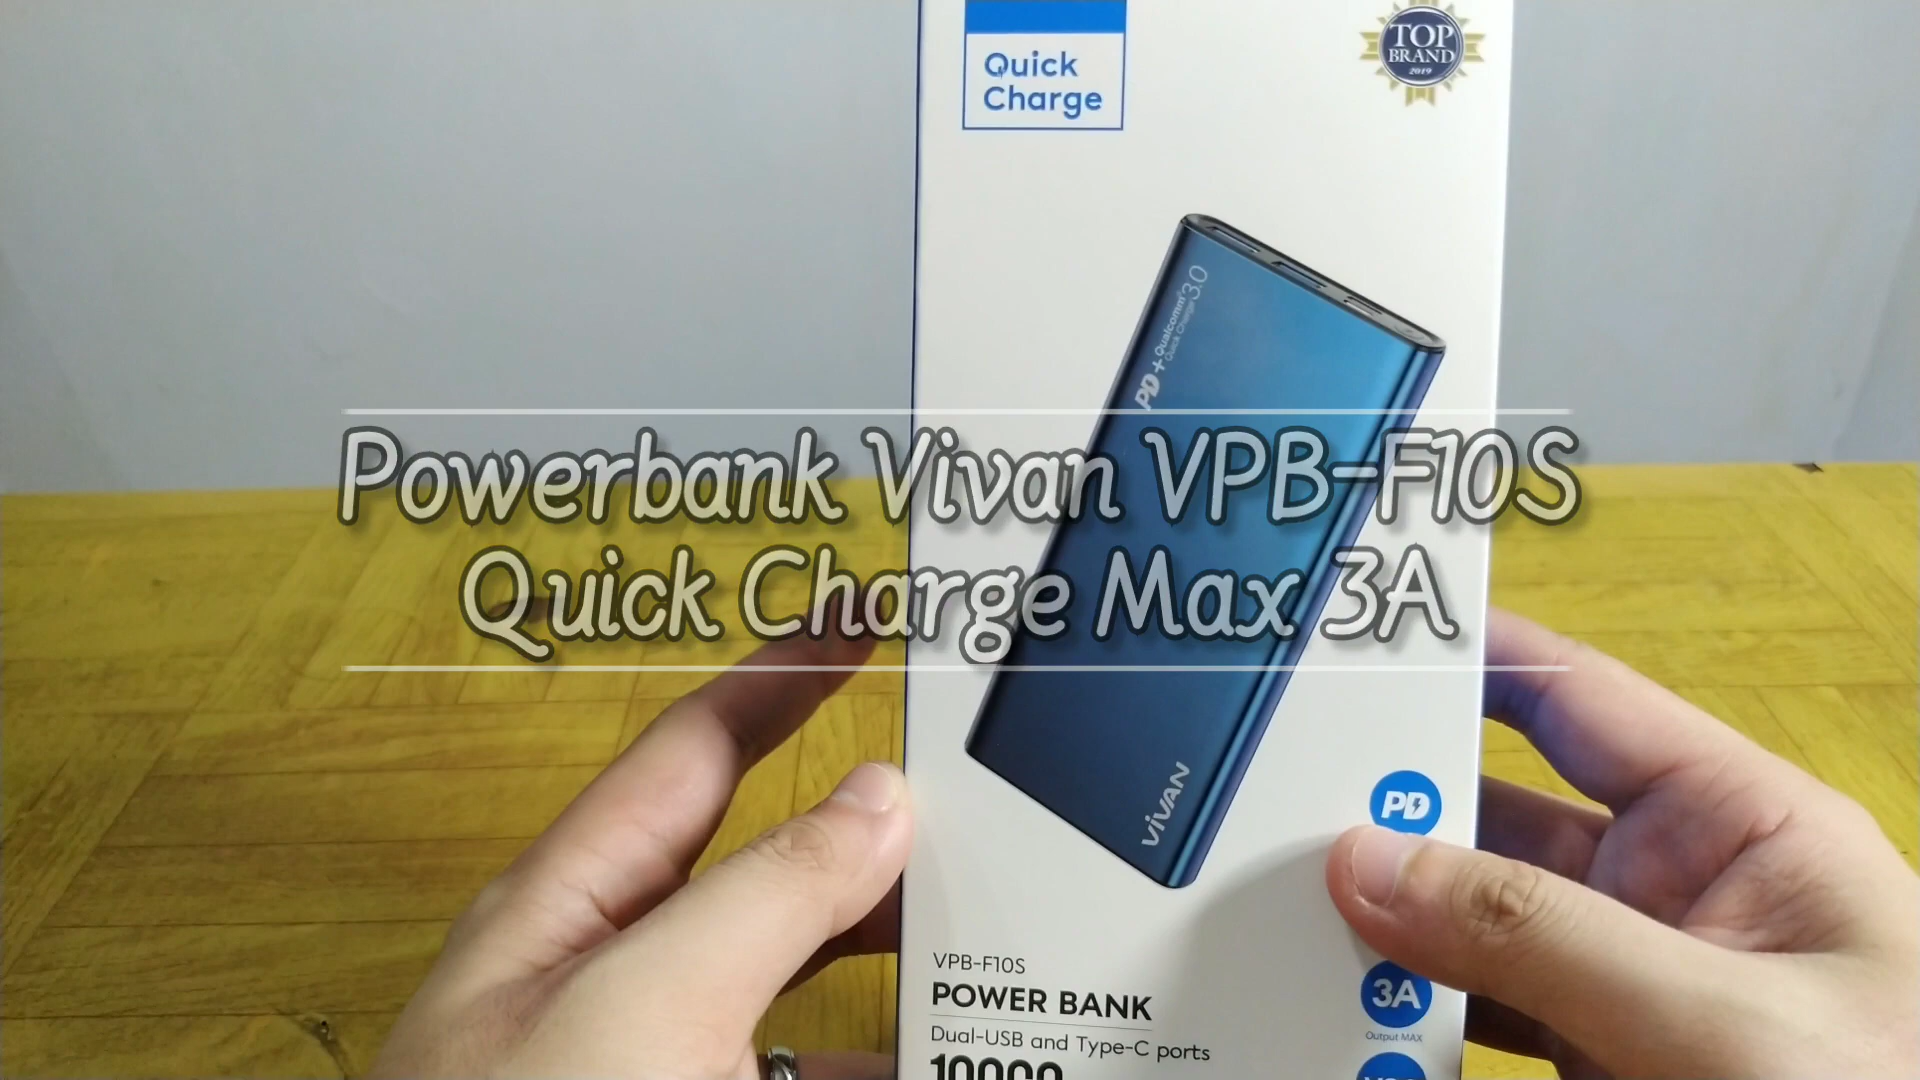 Quick
Charge
TOP
BRAND
2019
PD+Qualcomm
Quick Charge 3.0
Powerbank Vivan VPB-F10S
Quick Charge Max 3A
ViVAN
PD
VPB-F10S
POWER BANK
Dual-USB and Type-C ports
10000
3A
Output MAX